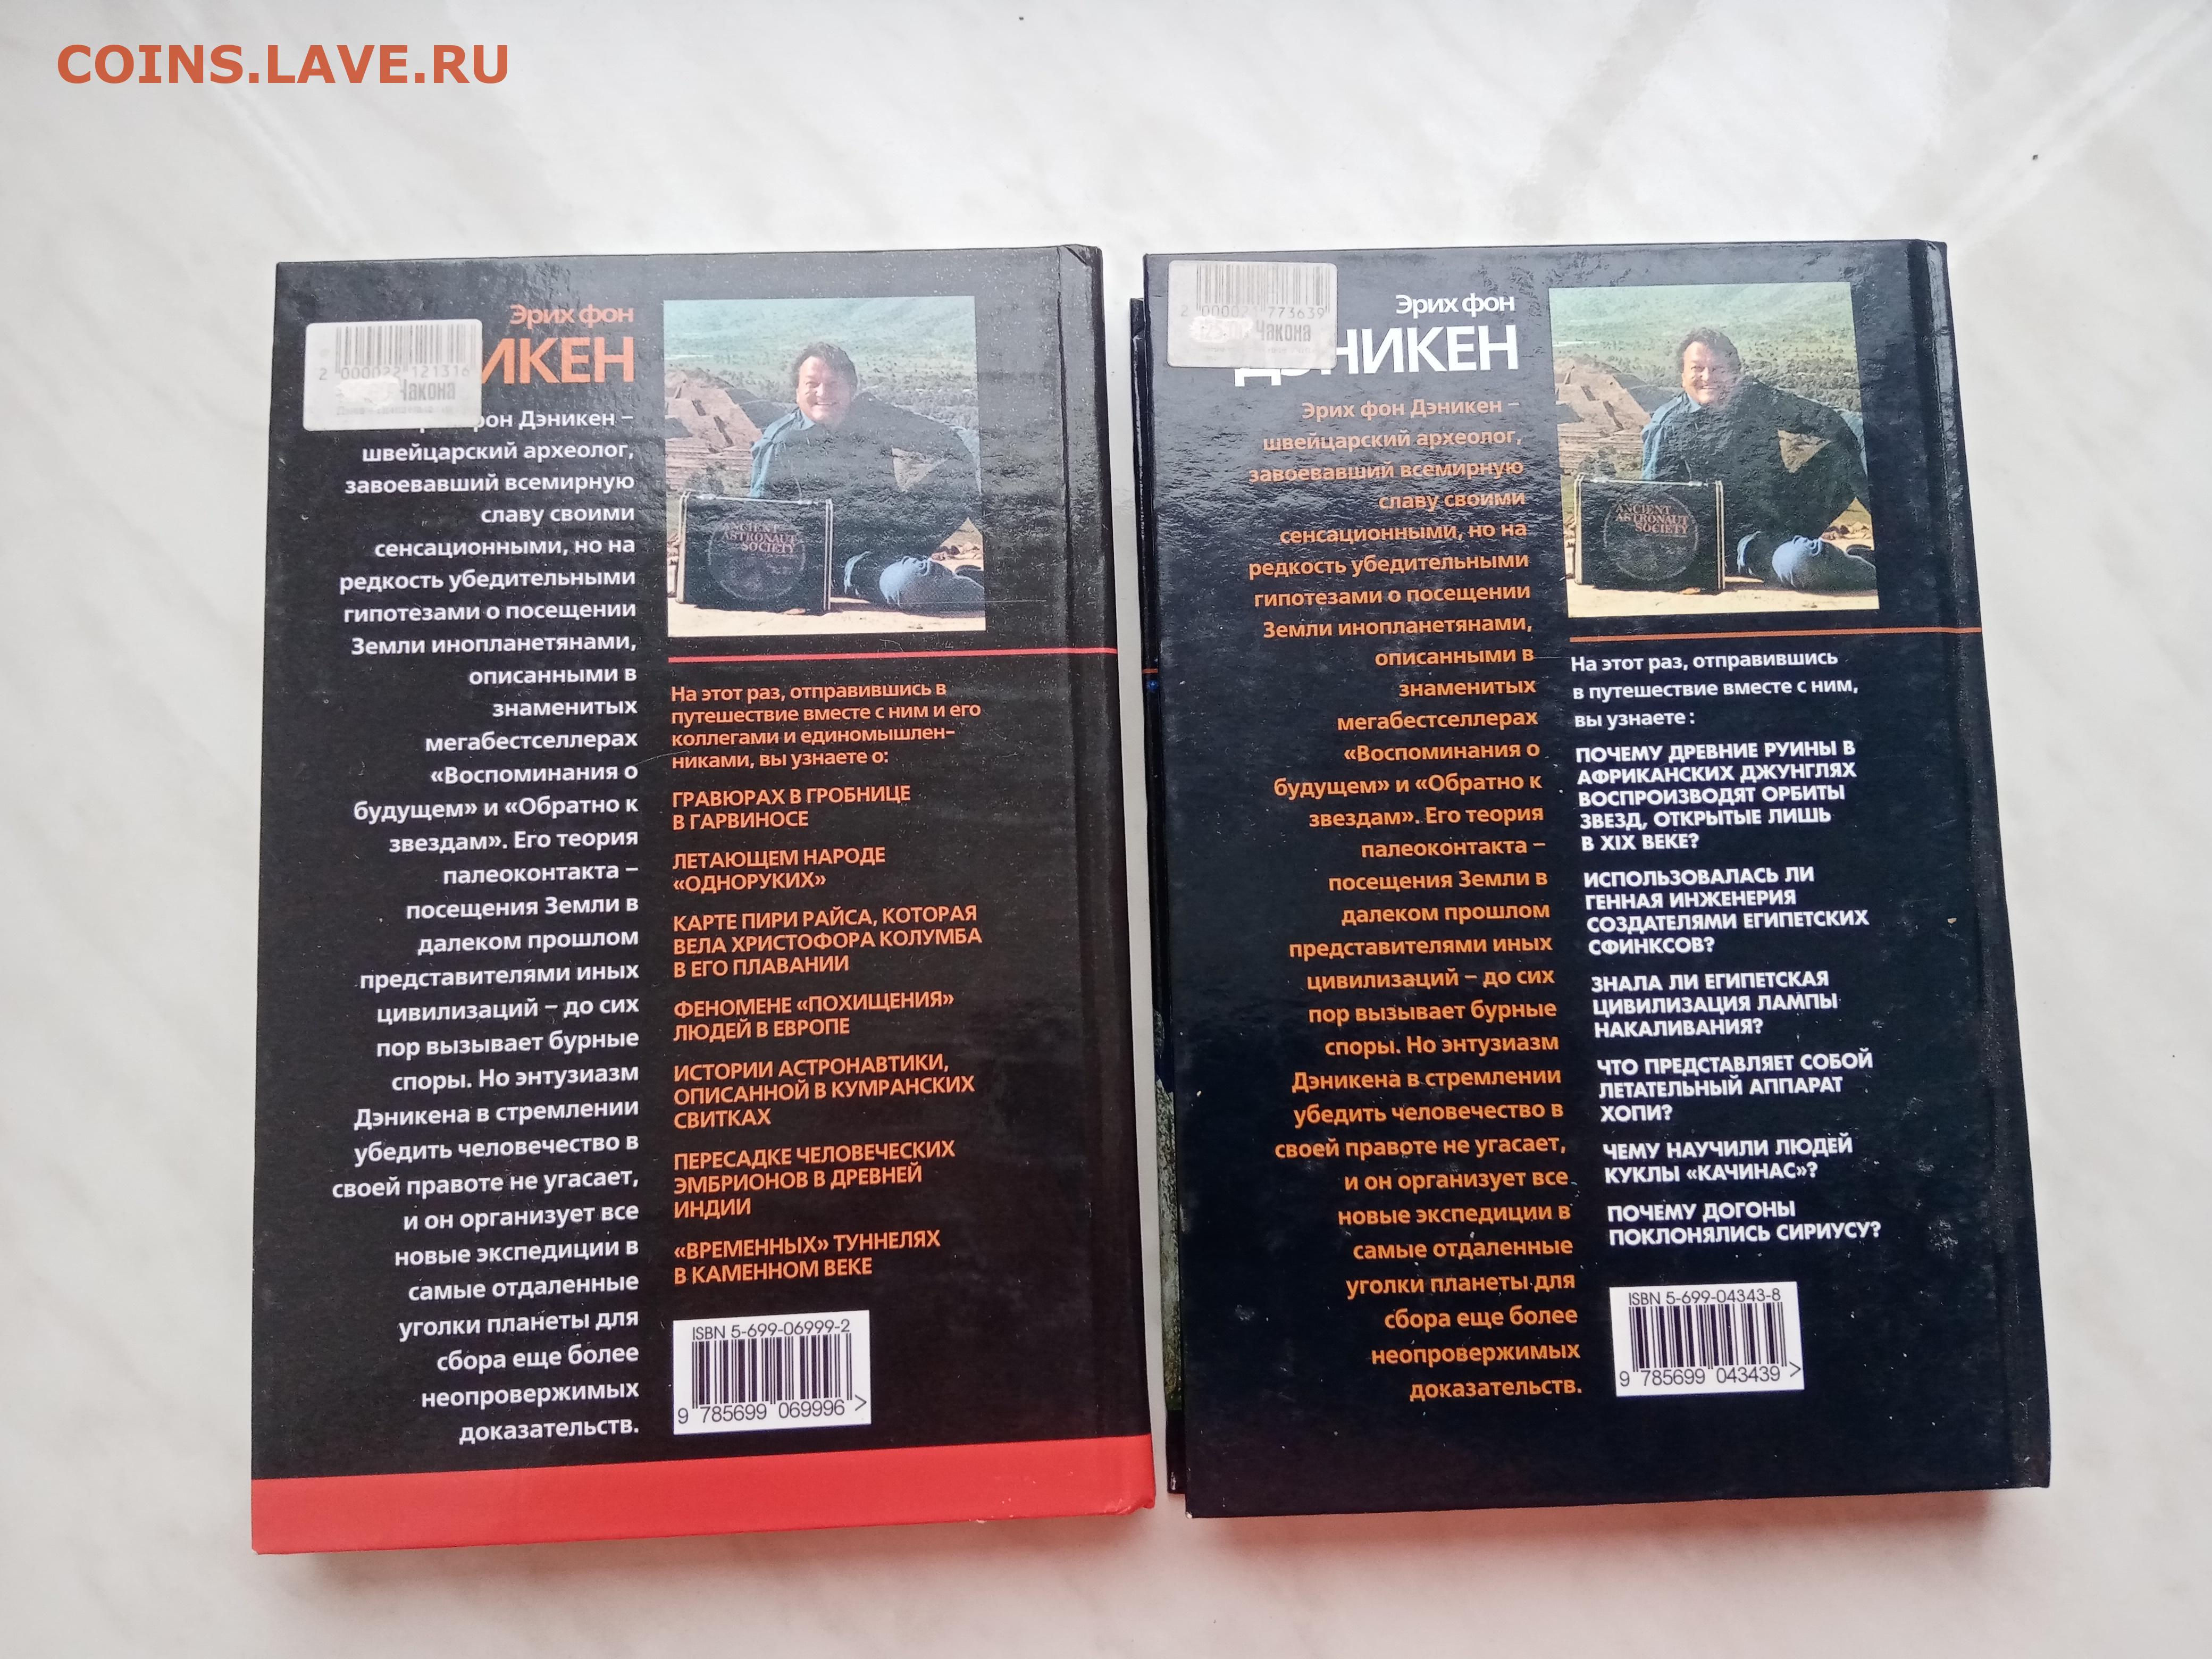 COINS.LAVE.RU
2 000022 121316
Чакона
Эрих фон
ИКЕН
фон Дэникен –
швейцарский археолог,
завоевавший всемирную
славу своими
сенсационными, но на
редкость убедительными
гипотезами о посещении
Земли инопланетянами,
описанными в
знаменитых
мегабестселлерах
«Воспоминания о
будущем» и «Обратно к
звездам». Его теория
палеоконтакта –
посещения Земли в
далеком прошлом
представителями иных
цивилизаций – до сих
пор вызывает бурные
споры. Но энтузиазм
Дэникена в стремлении
убедить человечество в
своей правоте не угасает,
и он организует все
новые экспедиции в
самые отдаленные
уголки планеты для
сбора еще более
неопровержимых
доказательств.
ANCIENT
ASTRONAUT
SOCIETY
На этот раз, отправившись в
путешествие вместе с ним и его
коллегами и единомышлен-
никами, вы узнаете о:
ГРАВЮРАХ В ГРОБНИЦЕ
В ГАРВИНОСЕ
ЛЕТАЮЩЕМ НАРОДЕ
«ОДНОРУКИХ»
КАРТЕ ПИРИ РАЙСА, КОТОРАЯ
ВЕЛА ХРИСТОФОРА КОЛУМБА
В ЕГО ПЛАВАНИИ
ФЕНОМЕНЕ «ПОХИЩЕНИЯ»
ЛЮДЕЙ В ЕВРОПЕ
ИСТОРИИ АСТРОНАВТИКИ,
ОПИСАННОЙ В КУМРАНСКИХ
СВИТКАХ
ПЕРЕСАДКЕ ЧЕЛОВЕЧЕСКИХ
ЭМБРИОНОВ В ДРЕВНЕЙ
ИНДИИ
«ВРЕМЕННЫХ» ТУННЕЛЯХ
В КАМЕННОМ ВЕКЕ
ISBN 5-699-06999-2
9 785699 069996 >
2 000021 773639
Чакона
Эрих фон
ДЭНИКЕН
Эрих фон Дэникен –
швейцарский археолог,
завоевавший всемирную
славу своими
сенсационными, но на
редкость убедительными
гипотезами о посещении
Земли инопланетянами,
описанными в
знаменитых
мегабестселлерах
«Воспоминания о
будущем» и «Обратно к
звездам». Его теория
палеоконтакта –
посещения Земли в
далеком прошлом
представителями иных
цивилизаций – до сих
пор вызывает бурные
споры. Но энтузиазм
Дэникена в стремлении
убедить человечество в
своей правоте не угасает,
и он организует все
новые экспедиции в
самые отдаленные
уголки планеты для
сбора еще более
неопровержимых
доказательств.
ANCIENT
ASTRONAUT
SOCIETY
На этот раз, отправившись
в путешествие вместе с ним,
вы узнаете:
ПОЧЕМУ ДРЕВНИЕ РУИНЫ В
АФРИКАНСКИХ ДЖУНГЛЯХ
ВОСПРОИЗВОДЯТ ОРБИТЫ
ЗВЕЗД, ОТКРЫТЫЕ ЛИШЬ
В XIX ВЕКЕ?
ИСПОЛЬЗОВАЛАСЬ ЛИ
ГЕННАЯ ИНЖЕНЕРИЯ
СОЗДАТЕЛЯМИ ЕГИПЕТСКИХ
СФИНКСОВ?
ЗНАЛА ЛИ ЕГИПЕТСКАЯ
ЦИВИЛИЗАЦИЯ ЛАМПЫ
НАКАЛИВАНИЯ?
ЧТО ПРЕДСТАВЛЯЕТ СОБОЙ
ЛЕТАТЕЛЬНЫЙ АППАРАТ
ХОПИ?
ЧЕМУ НАУЧИЛИ ЛЮДЕЙ
КУКЛЫ «КАЧИНАС»?
ПОЧЕМУ ДОГОНЫ
ПОКЛОНЯЛИСЬ СИРИУСУ?
ISBN 5-699-04343-8
9 785699 043439 >